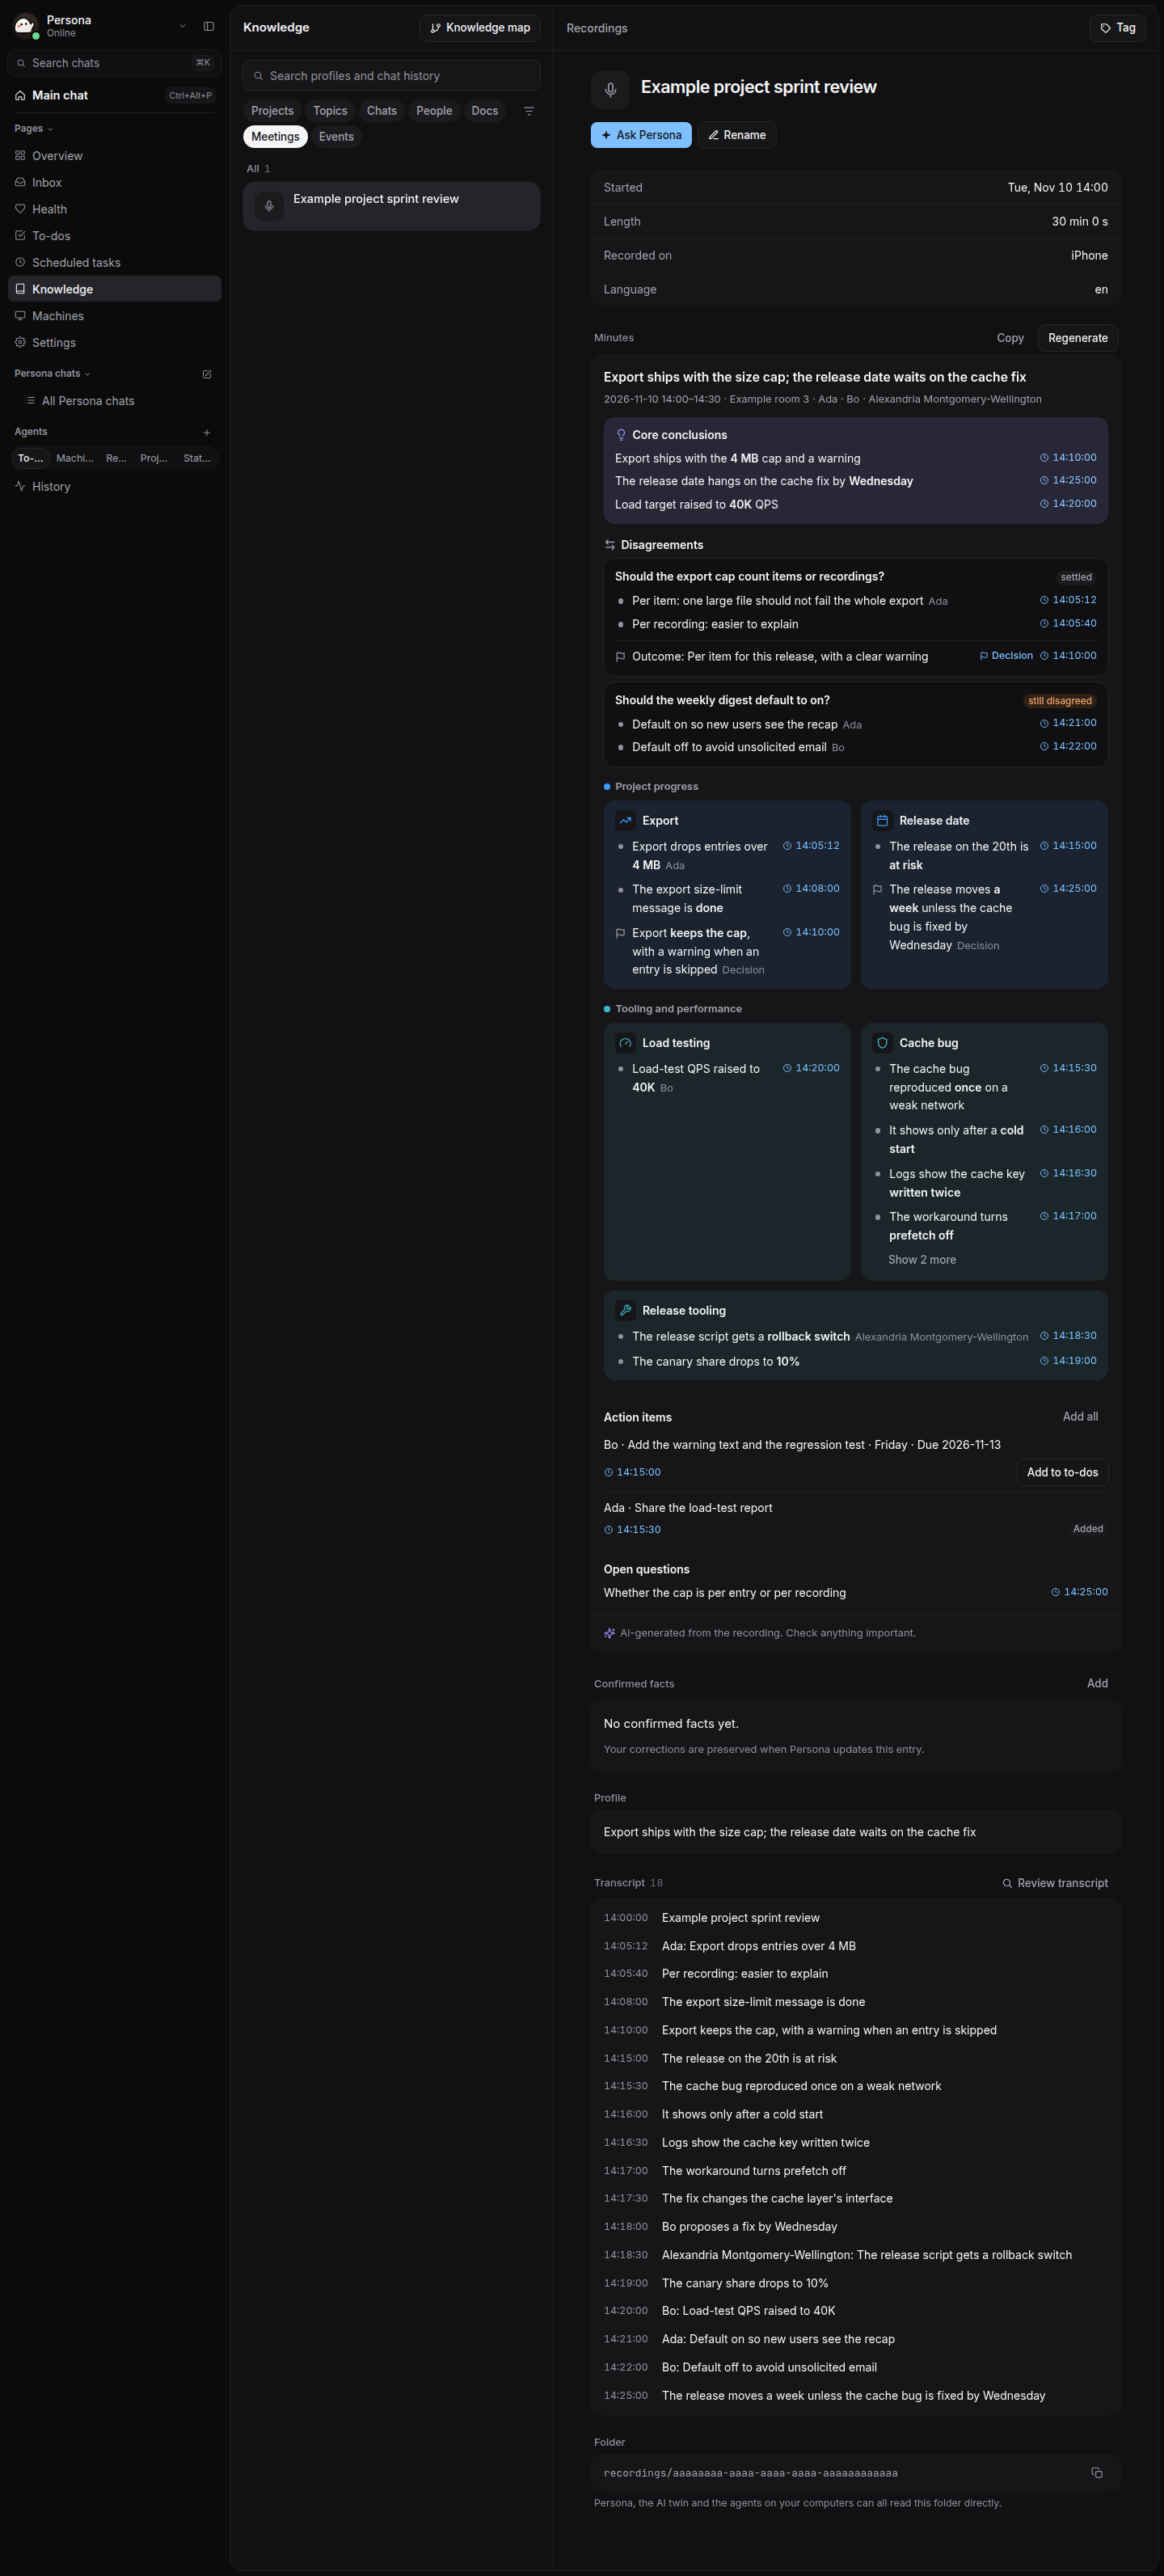 Persona
Online
Search chats
⌘K
Main chat
Ctrl+Alt+P
Pages
Overview
Inbox
Health
To-dos
Scheduled tasks
Knowledge
Machines
Settings
Persona chats
All Persona chats
Agents
To-... Machi... Re... Proj... Stat...
History
Knowledge
Knowledge map
Search profiles and chat history
Projects Topics Chats People Docs
Meetings Events
All 1
Example project sprint review
Recordings
Tag
Example project sprint review
Ask Persona Rename
Started Tue, Nov 10 14:00
Length 30 min 0 s
Recorded on iPhone
Language en
Minutes Copy Regenerate
Export ships with the size cap; the release date waits on the cache fix
2026-11-10 14:00–14:30 · Example room 3 · Ada · Bo · Alexandria Montgomery-Wellington
Core conclusions
Export ships with the 4 MB cap and a warning 14:10:00
The release date hangs on the cache fix by Wednesday 14:25:00
Load target raised to 40K QPS 14:20:00
Disagreements
Should the export cap count items or recordings? settled
Per item: one large file should not fail the whole export Ada 14:05:12
Per recording: easier to explain 14:05:40
Outcome: Per item for this release, with a clear warning Decision 14:10:00
Should the weekly digest default to on? still disagreed
Default on so new users see the recap Ada 14:21:00
Default off to avoid unsolicited email Bo 14:22:00
Project progress
Export
Export drops entries over 14:05:12
4 MB Ada
The export size-limit 14:08:00
message is done
Export keeps the cap, 14:10:00
with a warning when an
entry is skipped Decision
Release date
The release on the 20th is 14:15:00
at risk
The release moves a 14:25:00
week unless the cache
bug is fixed by
Wednesday Decision
Tooling and performance
Load testing
Load-test QPS raised to 14:20:00
40K Bo
Cache bug
The cache bug 14:15:30
reproduced once on a
weak network
It shows only after a cold 14:16:00
start
Logs show the cache key 14:16:30
written twice
The workaround turns 14:17:00
prefetch off
Show 2 more
Release tooling
The release script gets a rollback switch Alexandria Montgomery-Wellington 14:18:30
The canary share drops to 10% 14:19:00
Action items Add all
Bo · Add the warning text and the regression test · Friday · Due 2026-11-13
14:15:00 Add to to-dos
Ada · Share the load-test report
14:15:30 Added
Open questions
Whether the cap is per entry or per recording 14:25:00
AI-generated from the recording. Check anything important.
Confirmed facts Add
No confirmed facts yet.
Your corrections are preserved when Persona updates this entry.
Profile
Export ships with the size cap; the release date waits on the cache fix
Transcript 18 Review transcript
14:00:00 Example project sprint review
14:05:12 Ada: Export drops entries over 4 MB
14:05:40 Per recording: easier to explain
14:08:00 The export size-limit message is done
14:10:00 Export keeps the cap, with a warning when an entry is skipped
14:15:00 The release on the 20th is at risk
14:15:30 The cache bug reproduced once on a weak network
14:16:00 It shows only after a cold start
14:16:30 Logs show the cache key written twice
14:17:00 The workaround turns prefetch off
14:17:30 The fix changes the cache layer's interface
14:18:00 Bo proposes a fix by Wednesday
14:18:30 Alexandria Montgomery-Wellington: The release script gets a rollback switch
14:19:00 The canary share drops to 10%
14:20:00 Bo: Load-test QPS raised to 40K
14:21:00 Ada: Default on so new users see the recap
14:22:00 Bo: Default off to avoid unsolicited email
14:25:00 The release moves a week unless the cache bug is fixed by Wednesday
Folder
recordings/aaaaaaaa-aaaa-aaaa-aaaa-aaaaaaaaaaaa
Persona, the AI twin and the agents on your computers can all read this folder directly.